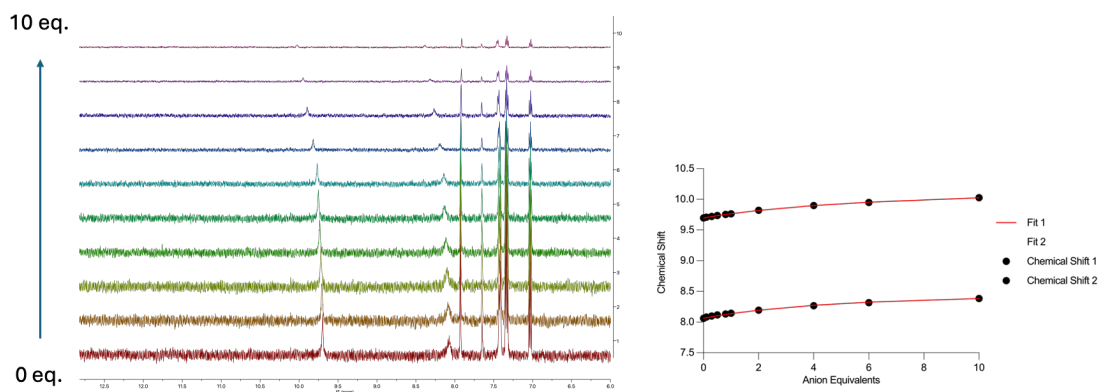 10 eq.
0 eq.
10
9
8
7
6
5
4
3
2
1
12.5 12.0 11.5 11.0 10.5 10.0 9.5 9.0 8.5 8.0 7.5 7.0 6.5 6.0
Chemical Shift
10.5
10.0
9.5
9.0
8.5
8.0
7.5
0 2 4 6 8 10
Anion Equivalents
Fit 1
Fit 2
Chemical Shift 1
Chemical Shift 2